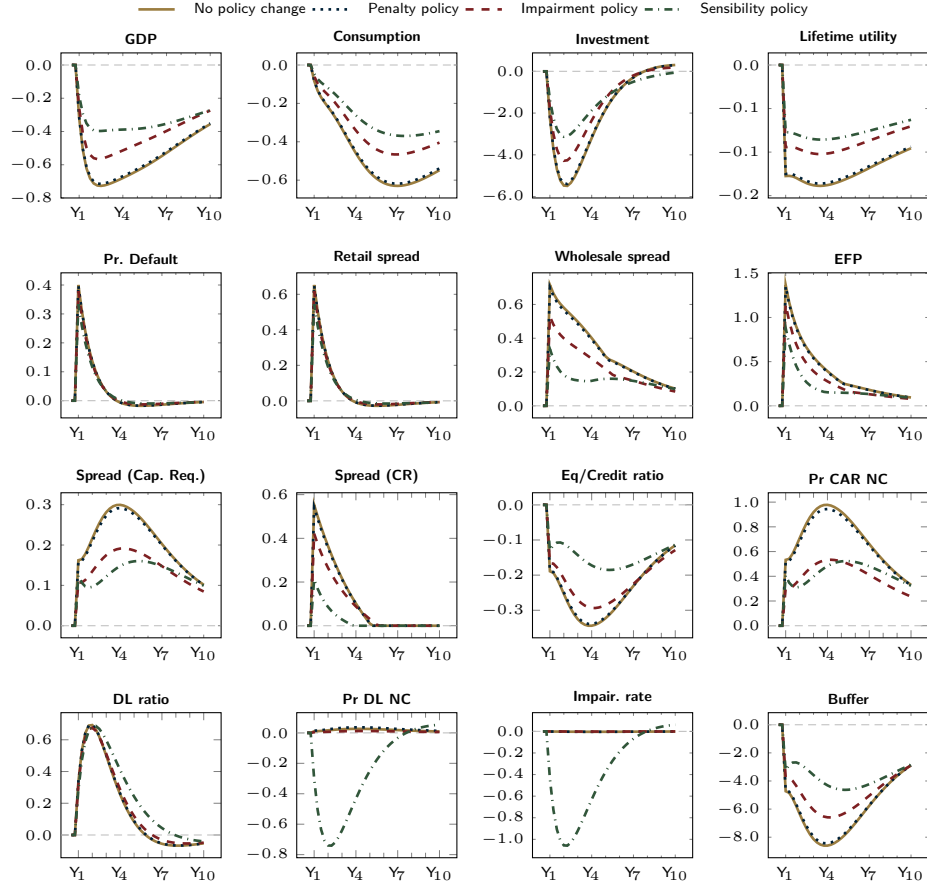 No policy change Penalty policy Impairment policy Sensibility policy
GDP Consumption Investment Lifetime utility
0.0 −0.2 −0.4 −0.6 −0.8 Y1 Y4 Y7 Y10
0.0 −0.2 −0.4 −0.6 Y1 Y4 Y7 Y10
0.0 −2.0 −4.0 −6.0 Y1 Y4 Y7 Y10
0.0 −0.1 −0.1 −0.2 Y1 Y4 Y7 Y10
Pr. Default Retail spread Wholesale spread EFP
0.4 0.3 0.2 0.1 0.0 Y1 Y4 Y7 Y10
0.6 0.4 0.2 0.0 Y1 Y4 Y7 Y10
0.6 0.4 0.2 0.0 Y1 Y4 Y7 Y10
1.5 1.0 0.5 0.0 Y1 Y4 Y7 Y10
Spread (Cap. Req.) Spread (CR) Eq/Credit ratio Pr CAR NC
0.3 0.2 0.1 0.0 Y1 Y4 Y7 Y10
0.6 0.4 0.2 0.0 Y1 Y4 Y7 Y10
0.0 −0.1 −0.2 −0.3 Y1 Y4 Y7 Y10
1.0 0.8 0.6 0.4 0.2 0.0 Y1 Y4 Y7 Y10
DL ratio Pr DL NC Impair. rate Buffer
0.6 0.4 0.2 0.0 Y1 Y4 Y7 Y10
0.0 −0.2 −0.4 −0.6 −0.8 Y1 Y4 Y7 Y10
0.0 −0.2 −0.4 −0.6 −0.8 −1.0 Y1 Y4 Y7 Y10
0.0 −2.0 −4.0 −6.0 −8.0 Y1 Y4 Y7 Y10